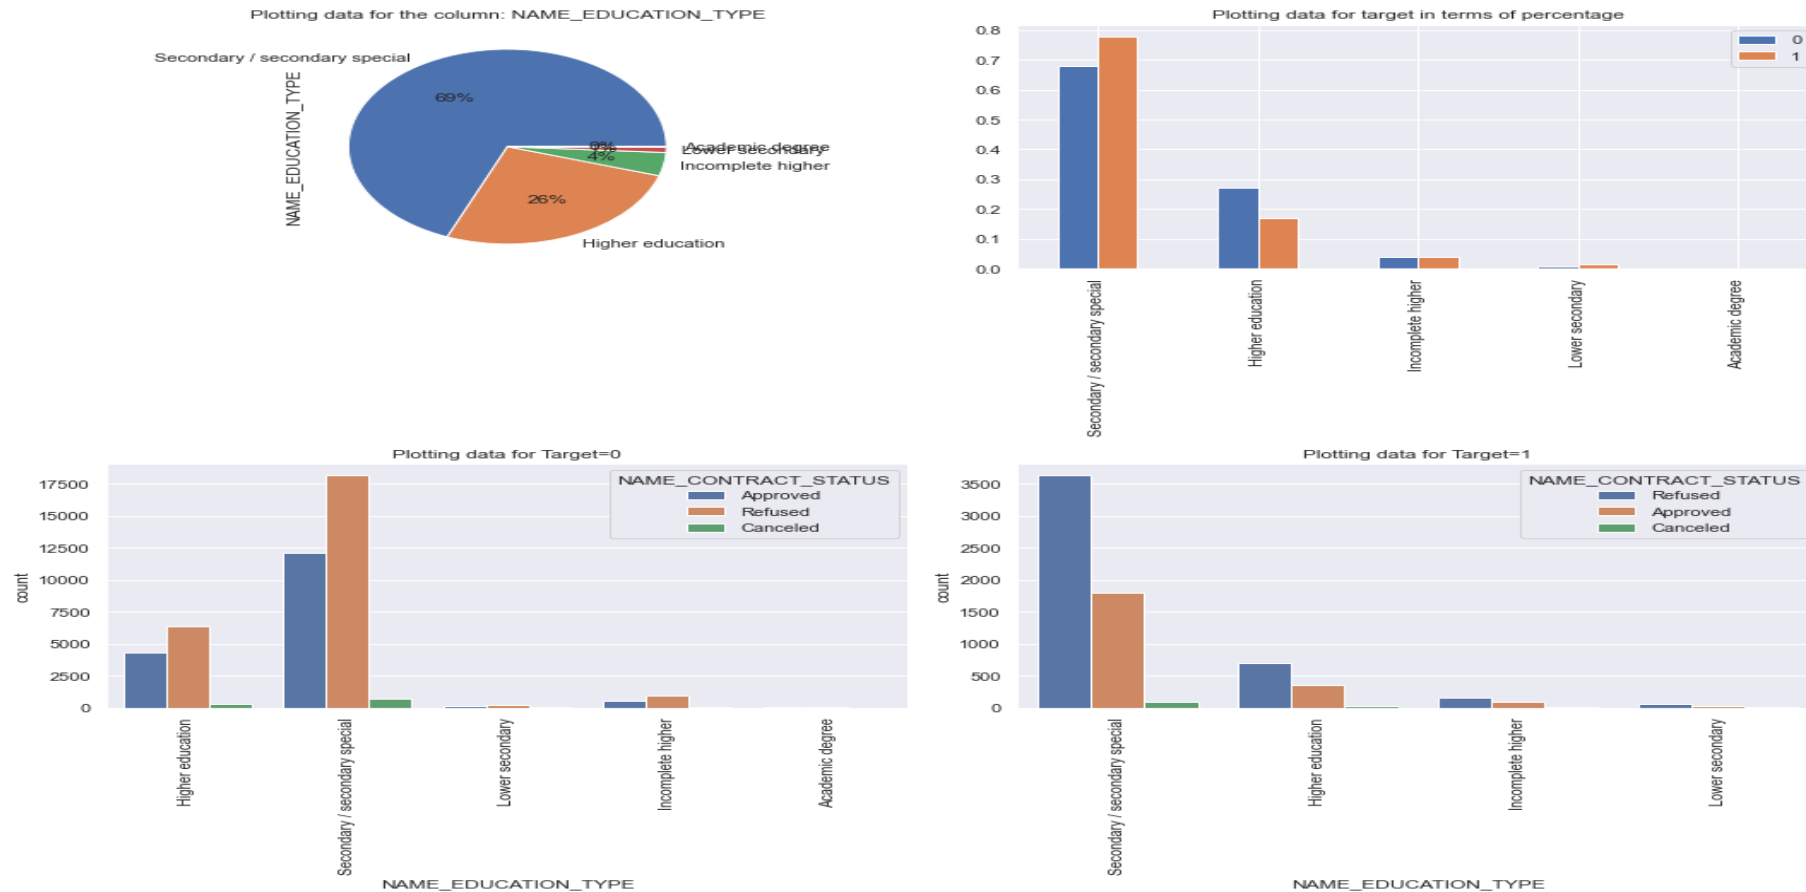 Plotting data for the column: NAME_EDUCATION_TYPE
Secondary / secondary special
NAME_EDUCATION_TYPE
69%
26%
4%
0%
Academic degree
Lower secondary
Incomplete higher
Higher education
Plotting data for target in terms of percentage
0
1
0.8
0.7
0.6
0.5
0.4
0.3
0.2
0.1
0.0
Secondary / secondary special
Higher education
Incomplete higher
Lower secondary
Academic degree
Plotting data for Target=0
NAME_CONTRACT_STATUS
Approved
Refused
Canceled
count
17500
15000
12500
10000
7500
5000
2500
0
Higher education
Secondary / secondary special
Lower secondary
Incomplete higher
Academic degree
NAME_EDUCATION_TYPE
Plotting data for Target=1
NAME_CONTRACT_STATUS
Refused
Approved
Canceled
count
3500
3000
2500
2000
1500
1000
500
0
Secondary / secondary special
Higher education
Incomplete higher
Lower secondary
NAME_EDUCATION_TYPE